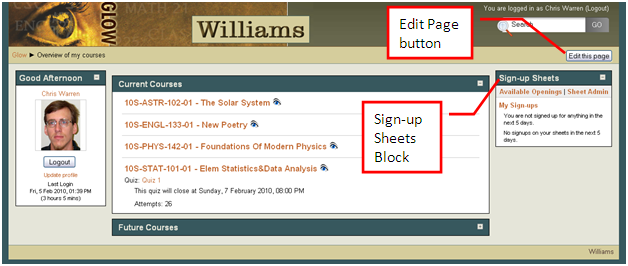 GLOW
Williams
You are logged in as Chris Warren (Logout)
Search
GO
Edit Page
button
Glow ► Overview of my courses
Edit this page
Good Afternoon
Chris Warren
Logout
Update profile
Last Login
Fri, 5 Feb 2010, 01:39 PM
(3 hours 5 mins)
Current Courses
10S-ASTR-102-01 - The Solar System
10S-ENGL-133-01 - New Poetry
10S-PHYS-142-01 - Foundations Of Modern Physics
10S-STAT-101-01 - Elem Statistics&Data Analysis
Quiz: Quiz 1
This quiz will close at Sunday, 7 February 2010, 08:00 PM
Attempts: 26
Future Courses
Sign-up
Sheets
Block
Sign-up Sheets
Available Openings | Sheet Admin
My Sign-ups
You are not signed up for anything in the
next 5 days.
No signups on your sheets in the next 5
days.
Williams